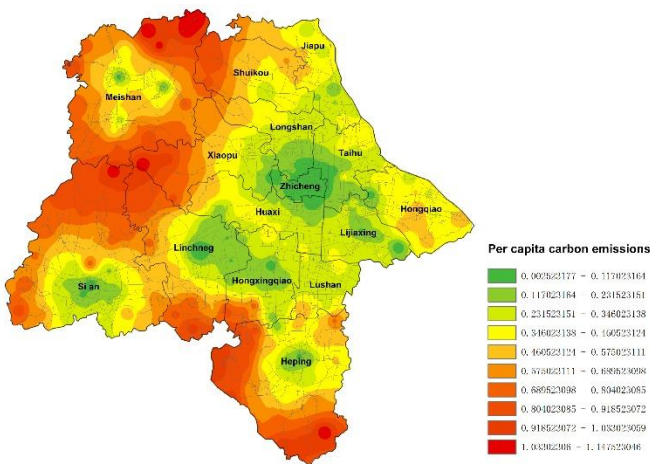 Jiapu
Shuikou
Meishan
Longshan
Xiaopu
Taihu
Zhicheng
Hongqiao
Huaxi
Lijiaxing
Linchneg
Hongxingqiao
Lushan
Si an
Heping
Per capita carbon emissions
0.002523177 - 0.117023164
0.117023164 - 0.231523151
0.231523151 - 0.346023138
0.346023138 - 0.460523124
0.460523124 - 0.575023111
0.575023111 - 0.689523098
0.689523098 - 0.804023085
0.804023085 - 0.918523072
0.918523072 - 1.033023059
1.03302306 - 1.147523046